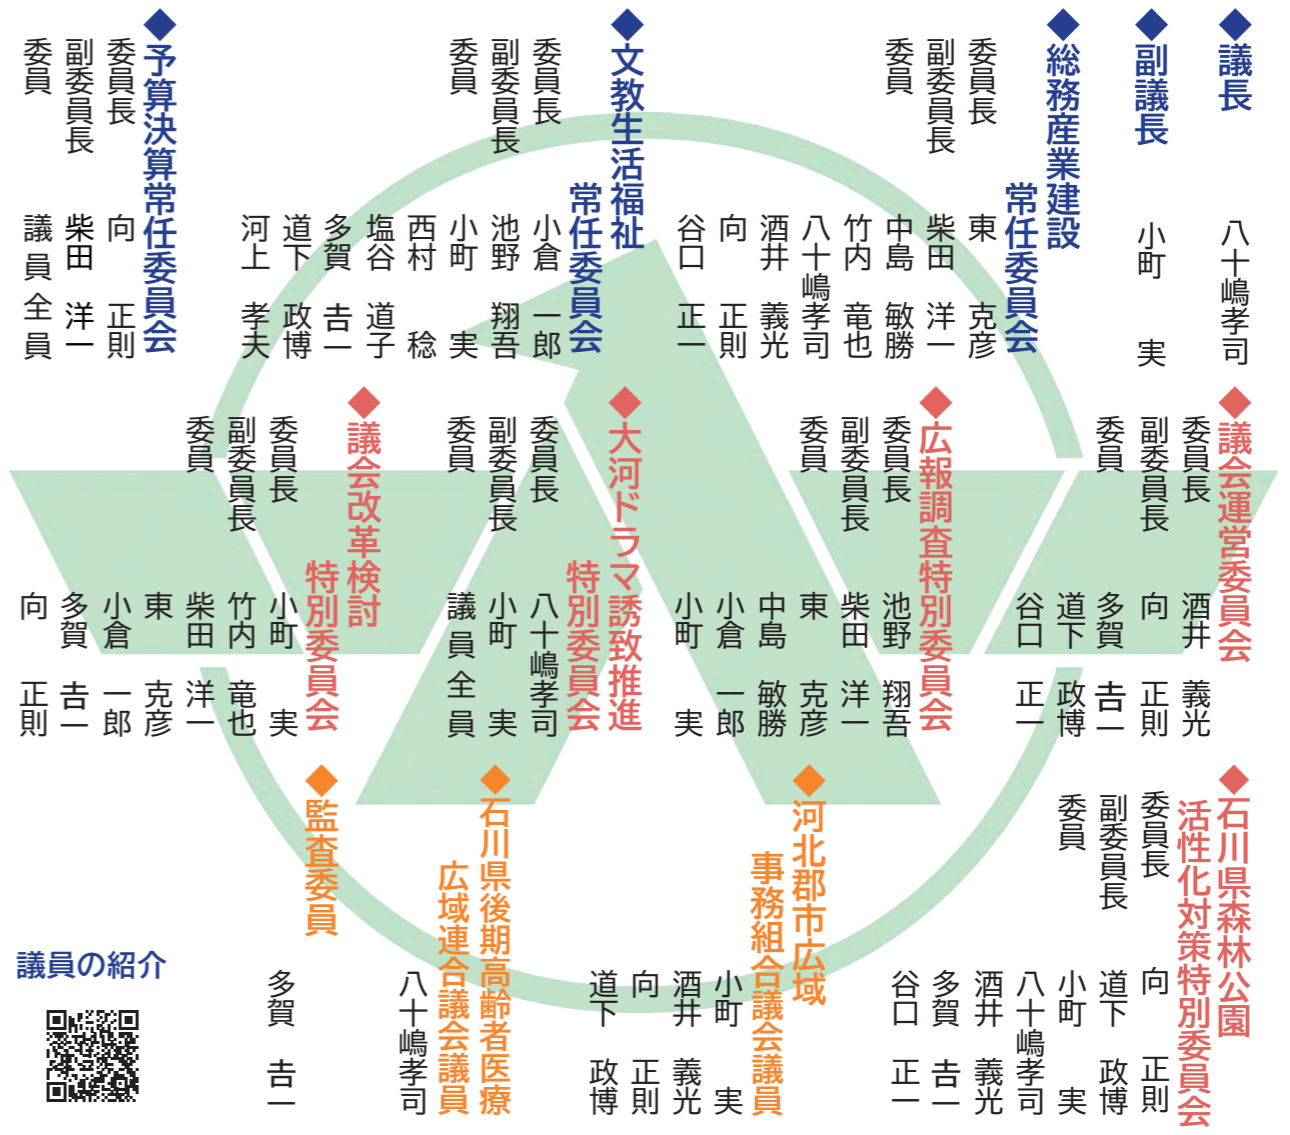 ◆議長
八十嶋孝司
◆副議長
小町 実
◆総務産業建設
常任委員会
委員長 東 克彦
副委員長 柴田 洋一
委員 中島 敏勝
竹内 竜也
八十嶋孝司
酒井 義光
向 正則
谷口 正一
◆文教生活福祉
常任委員会
委員長 小倉 一郎
副委員長 池野 翔吾
委員 小町 実
西村 稔
塩谷 道子
多賀 𠮷一
道下 政博
河上 孝夫
◆予算決算常任委員会
委員長 向 正則
副委員長 柴田 洋一
委員 議員全員
◆議会運営委員会
委員長 酒井 義光
副委員長 向 正則
委員 多賀 𠮷一
道下 政博
谷口 正一
◆広報調査特別委員会
委員長 池野 翔吾
副委員長 柴田 洋一
委員 東 克彦
中島 敏勝
小倉 一郎
小町 実
◆大河ドラマ誘致推進
特別委員会
委員長 八十嶋孝司
副委員長 小町 実
委員 議員全員
◆議会改革検討
特別委員会
委員長 小町 実
副委員長 竹内 竜也
委員 柴田 洋一
東 克彦
小倉 一郎
多賀 𠮷一
向 正則
◆石川県森林公園
活性化対策特別委員会
委員長 向 正則
副委員長 道下 政博
委員 小町 実
八十嶋孝司
酒井 義光
多賀 𠮷一
谷口 正一
◆河北郡市広域
事務組合議会議員
小町 実
酒井 義光
向 正則
道下 政博
◆石川県後期高齢者医療
広域連合議会議員
八十嶋孝司
◆監査委員
多賀 𠮷一
議員の紹介